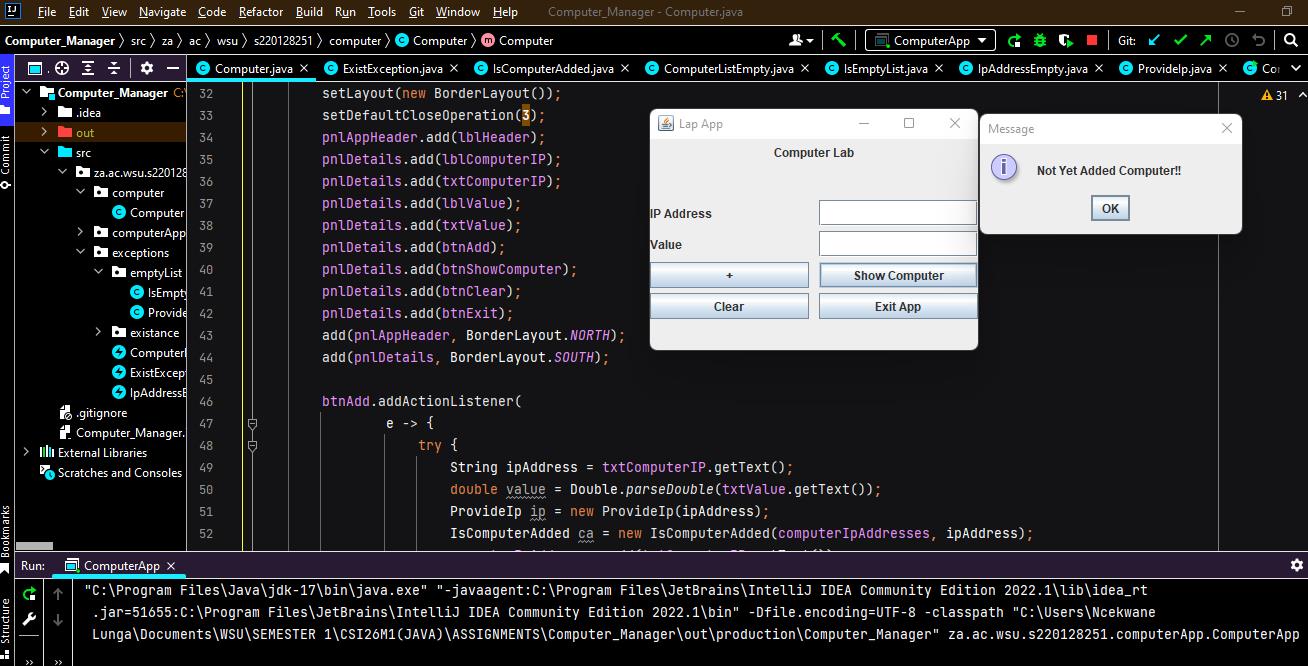 File Edit View Navigate Code Refactor Build Run Tools Git Window Help Computer_Manager - Computer.java
Computer_Manager src za ac wsu s220128251 computer Computer Computer
ComputerApp Git:
Project
Computer.java ExistException.java IsComputerAdded.java ComputerListEmpty.java IsEmptyList.java IpAddressEmpty.java ProvideIp.java Co
Computer_Manager C:
.idea
out
src
za.ac.wsu.s220128
computer
Computer
computerApp
exceptions
emptyList
IsEmpty
Provide
existance
Computer
ExistExcep
IpAddressE
.gitignore
Computer_Manager.
External Libraries
Scratches and Consoles
Commit
Bookmarks
Structure
31
32 setLayout(new BorderLayout());
33 setDefaultCloseOperation(3);
34 pnlAppHeader.add(lblHeader);
35 pnlDetails.add(lblComputerIP);
36 pnlDetails.add(txtComputerIP);
37 pnlDetails.add(lblValue);
38 pnlDetails.add(txtValue);
39 pnlDetails.add(btnAdd);
40 pnlDetails.add(btnShowComputer);
41 pnlDetails.add(btnClear);
42 pnlDetails.add(btnExit);
43 add(pnlAppHeader, BorderLayout.NORTH);
44 add(pnlDetails, BorderLayout.SOUTH);
45
46 btnAdd.addActionListener(
47 e -> {
48 try {
49 String ipAddress = txtComputerIP.getText();
50 double value = Double.parseDouble(txtValue.getText());
51 ProvideIp ip = new ProvideIp(ipAddress);
52 IsComputerAdded ca = new IsComputerAdded(computerIpAddresses, ipAddress);
Lap App
Computer Lab
IP Address
Value
+ Show Computer
Clear Exit App
Message
Not Yet Added Computer!!
OK
Run: ComputerApp
"C:\Program Files\Java\jdk-17\bin\java.exe" "-javaagent:C:\Program Files\JetBrains\IntelliJ IDEA Community Edition 2022.1\lib\idea_rt
.jar=51655:C:\Program Files\JetBrains\IntelliJ IDEA Community Edition 2022.1\bin" -Dfile.encoding=UTF-8 -classpath "C:\Users\Ncekwane
Lunga\Documents\WSU\SEMESTER 1\CSI26M1(JAVA)\ASSIGNMENTS\Computer_Manager\out\production\Computer_Manager" za.ac.wsu.s220128251.computerApp.ComputerApp